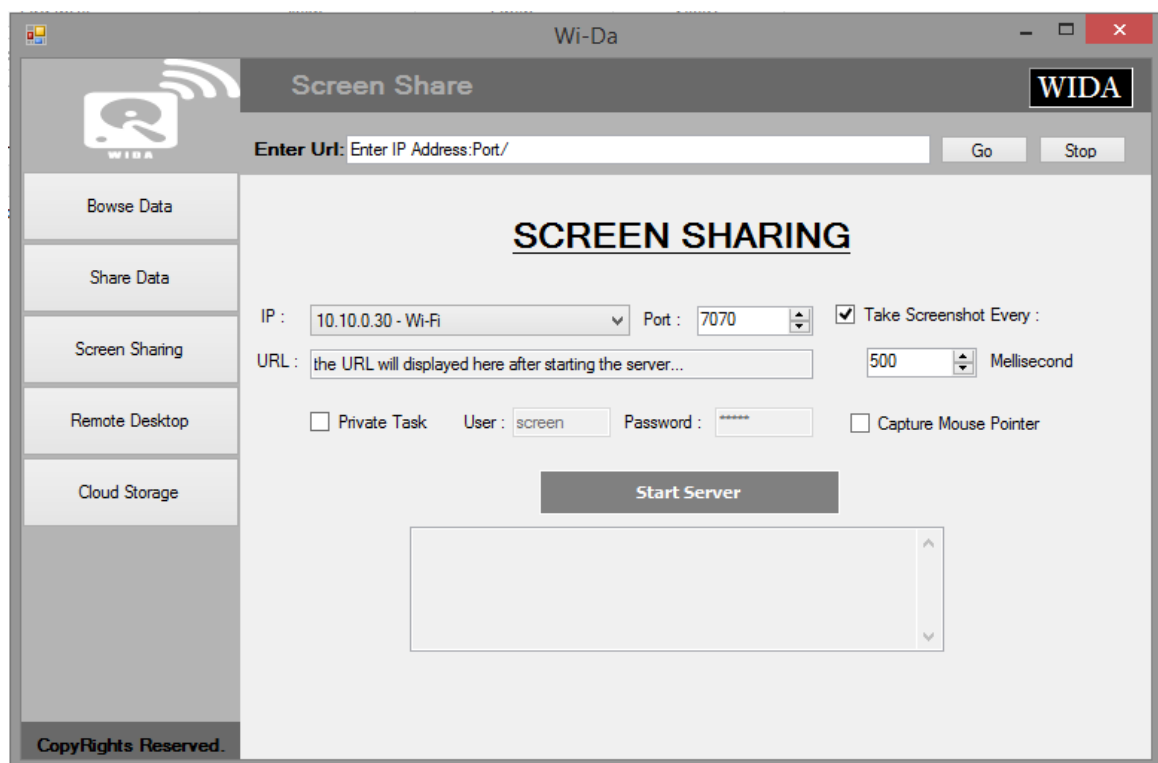 Wi-Da
WIDA
Screen Share
WIDA
Enter Url: Enter IP Address:Port/ Go Stop
Bowse Data
Share Data
Screen Sharing
Remote Desktop
Cloud Storage
CopyRights Reserved.
SCREEN SHARING
IP : 10.10.0.30 - Wi-Fi Port : 7070 Take Screenshot Every :
URL : the URL will displayed here after starting the server... 500 Mellisecond
Private Task User : screen Password : ***** Capture Mouse Pointer
Start Server